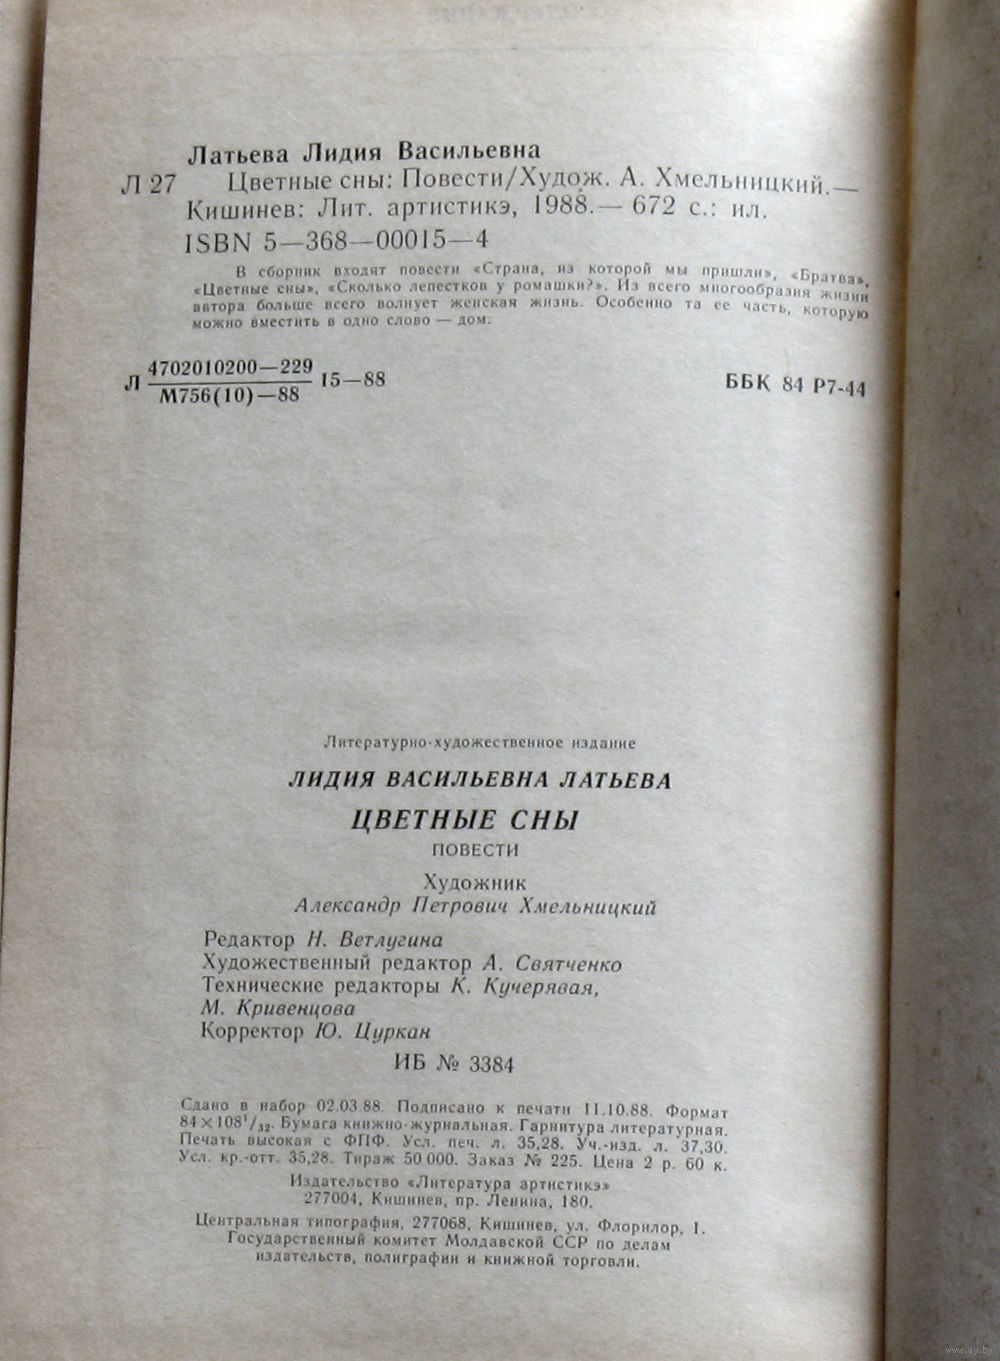 Латьева Лидия Васильевна
Л 27 Цветные сны: Повести/Худож. А. Хмельницкий.—
Кишинев: Лит. артистикэ, 1988.— 672 с.: ил.
ISBN 5—368—00015—4
В сборник входят повести «Страна, из которой мы пришли», «Братва»,
«Цветные сны», «Сколько лепестков у ромашки?». Из всего многообразия жизни
автора больше всего волнует женская жизнь. Особенно та ее часть, которую
можно вместить в одно слово — дом.
Л 4702010200—229
М756(10)—88 15—88
ББК 84 Р7-44
Литературно-художественное издание
ЛИДИЯ ВАСИЛЬЕВНА ЛАТЬЕВА
ЦВЕТНЫЕ СНЫ
ПОВЕСТИ
Художник
Александр Петрович Хмельницкий
Редактор Н. Ветлугина
Художественный редактор А. Святченко
Технические редакторы К. Кучерявая,
М. Кривенцова
Корректор Ю. Цуркан
ИБ № 3384
Сдано в набор 02.03.88. Подписано к печати 11.10.88. Формат
84×108¹/₃₂. Бумага книжно-журнальная. Гарнитура литературная.
Печать высокая с ФПФ. Усл. печ. л. 35,28. Уч.-изд. л. 37,30.
Усл. кр.-отт. 35,28. Тираж 50 000. Заказ № 225. Цена 2 р. 60 к.
Издательство «Литература артистикэ»
277004, Кишинев, пр. Ленина, 180.
Центральная типография, 277068, Кишинев, ул. Флорилор, 1.
Государственный комитет Молдавской ССР по делам
издательств, полиграфии и книжной торговли.
www.ay.by